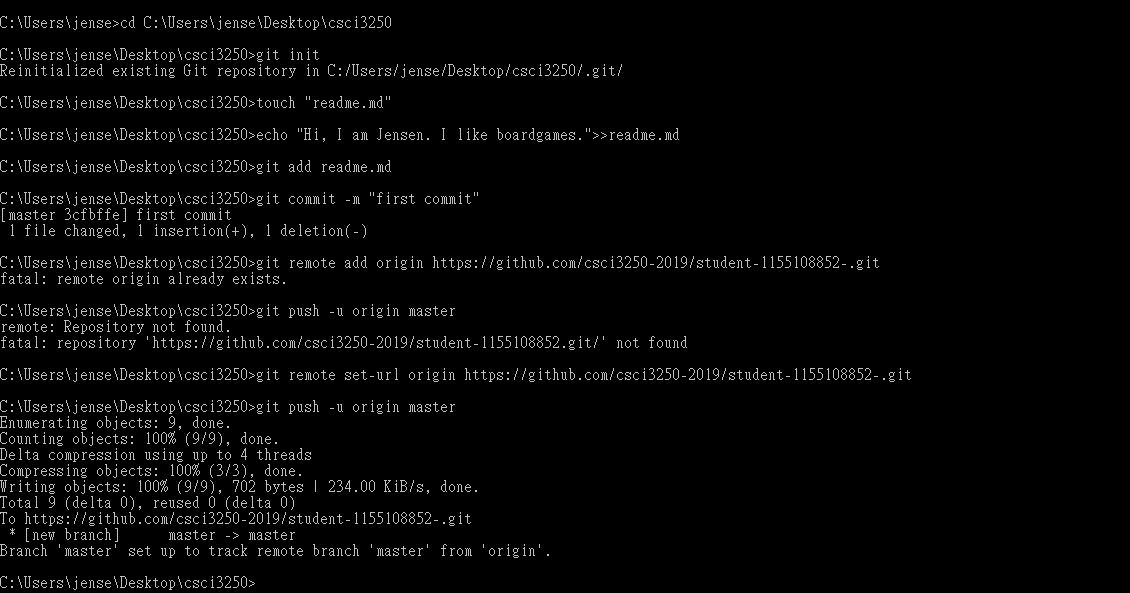 C:\Users\jense>cd C:\Users\jense\Desktop\csci3250
C:\Users\jense\Desktop\csci3250>git init
Reinitialized existing Git repository in C:/Users/jense/Desktop/csci3250/.git/
C:\Users\jense\Desktop\csci3250>touch "readme.md"
C:\Users\jense\Desktop\csci3250>echo "Hi, I am Jensen. I like boardgames.">>readme.md
C:\Users\jense\Desktop\csci3250>git add readme.md
C:\Users\jense\Desktop\csci3250>git commit -m "first commit"
[master 3cfbffe] first commit
 1 file changed, 1 insertion(+), 1 deletion(-)
C:\Users\jense\Desktop\csci3250>git remote add origin https://github.com/csci3250-2019/student-1155108852-.git
fatal: remote origin already exists.
C:\Users\jense\Desktop\csci3250>git push -u origin master
remote: Repository not found.
fatal: repository 'https://github.com/csci3250-2019/student-1155108852.git/' not found
C:\Users\jense\Desktop\csci3250>git remote set-url origin https://github.com/csci3250-2019/student-1155108852-.git
C:\Users\jense\Desktop\csci3250>git push -u origin master
Enumerating objects: 9, done.
Counting objects: 100% (9/9), done.
Delta compression using up to 4 threads
Compressing objects: 100% (3/3), done.
Writing objects: 100% (9/9), 702 bytes | 234.00 KiB/s, done.
Total 9 (delta 0), reused 0 (delta 0)
To https://github.com/csci3250-2019/student-1155108852-.git
 * [new branch]      master -> master
Branch 'master' set up to track remote branch 'master' from 'origin'.
C:\Users\jense\Desktop\csci3250>